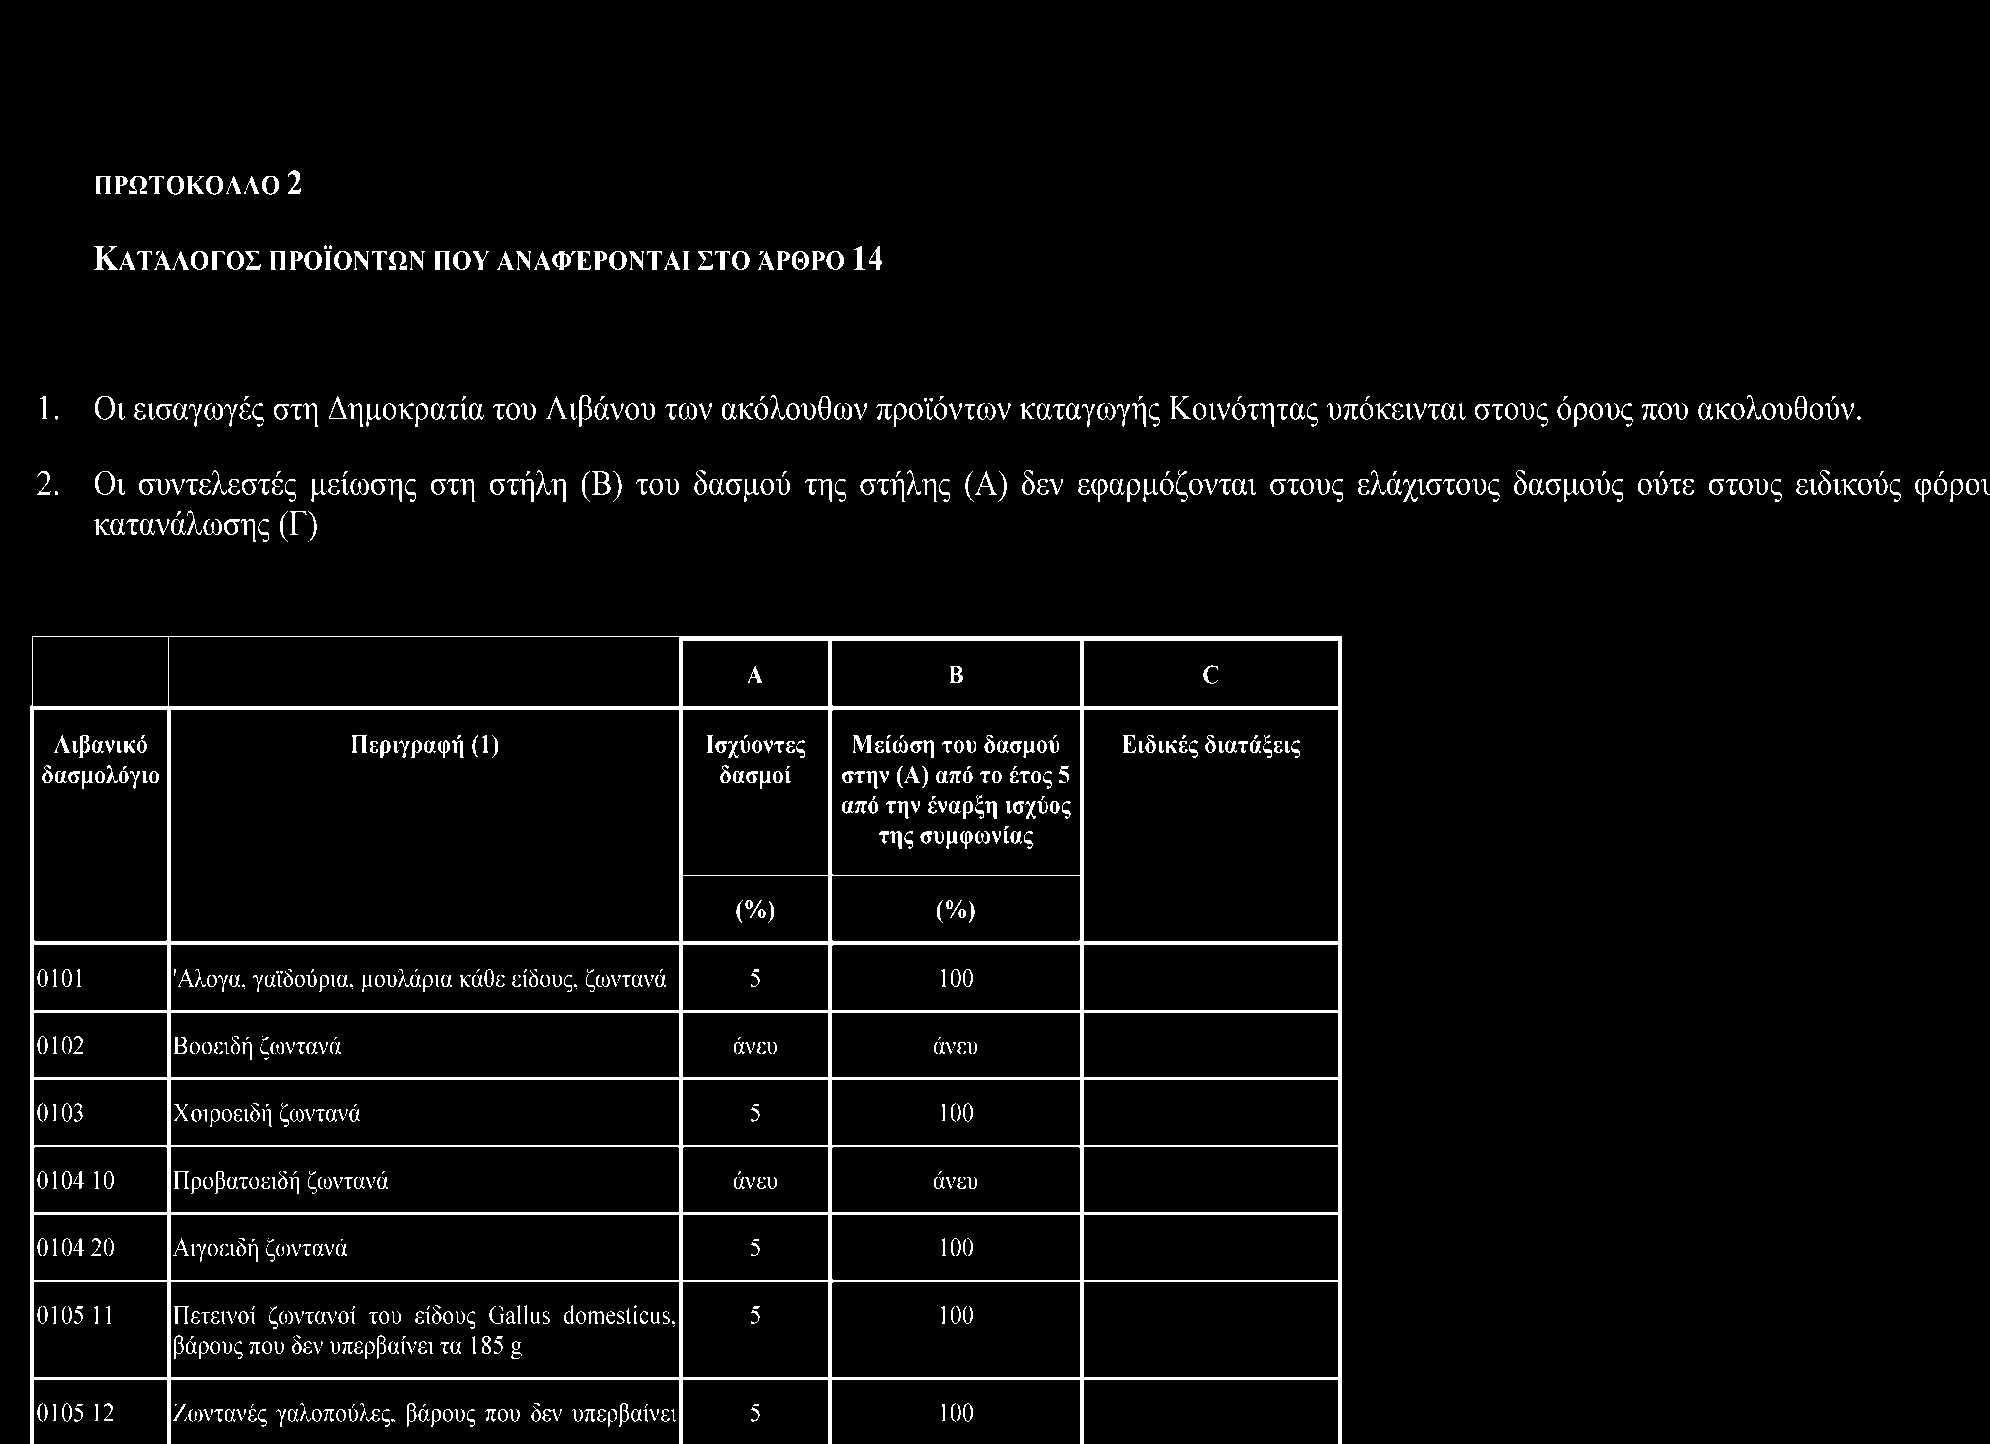 ΠΡΩΤΟΚΟΛΛΟ 2
ΚΑΤΆΛΟΓΟΣ ΠΡΟΪΟΝΤΩΝ ΠΟΥ ΑΝΑΦΈΡΟΝΤΑΙ ΣΤΟ ΆΡΘΡΟ 14
1. Οι εισαγωγές στη Δημοκρατία του Λιβάνου των ακόλουθων προϊόντων καταγωγής Κοινότητας υπόκεινται στους όρους που ακολουθούν.
2. Οι συντελεστές μείωσης στη στήλη (Β) του δασμού της στήλης (Α) δεν εφαρμόζονται στους ελάχιστους δασμούς ούτε στους ειδικούς φόρου
κατανάλωσης (Γ)
Α Β C
Λιβανικό Περιγραφή (1) Ισχύοντες Μείώση του δασμού Ειδικές διατάξεις
δασμολόγιο δασμοί στην (Α) από το έτος 5
από την έναρξη ισχύος
της συμφωνίας
(%) (%)
0101 'Αλογα, γαϊδούρια, μουλάρια κάθε είδους, ζωντανά 5 100
0102 Βοοειδή ζωντανά άνευ άνευ
0103 Χοιροειδή ζωντανά 5 100
0104 10 Προβατοειδή ζωντανά άνευ άνευ
0104 20 Αιγοειδή ζωντανά 5 100
0105 11 Πετεινοί ζωντανοί του είδους Gallus domesticus, 5 100
βάρους που δεν υπερβαίνει τα 185 g
0105 12 Ζωντανές γαλοπούλες, βάρους που δεν υπερβαίνει 5 100